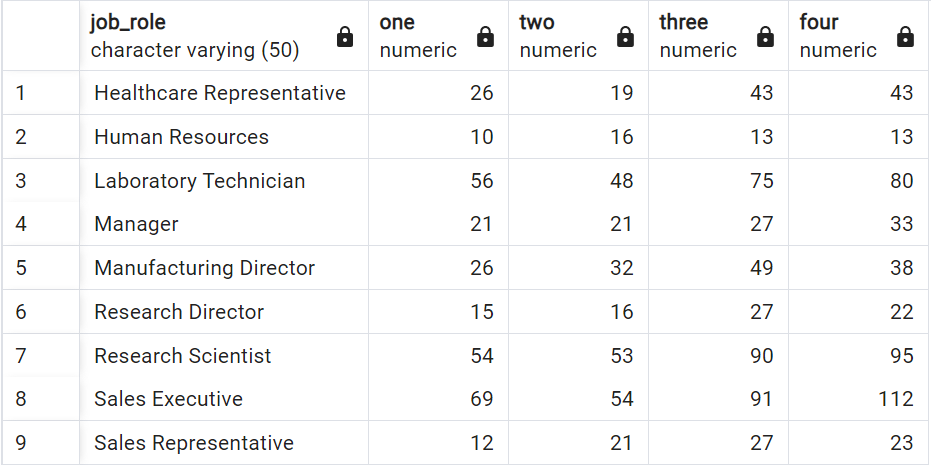 job_role one two three four
character varying (50) numeric numeric numeric numeric
1 Healthcare Representative 26 19 43 43
2 Human Resources 10 16 13 13
3 Laboratory Technician 56 48 75 80
4 Manager 21 21 27 33
5 Manufacturing Director 26 32 49 38
6 Research Director 15 16 27 22
7 Research Scientist 54 53 90 95
8 Sales Executive 69 54 91 112
9 Sales Representative 12 21 27 23